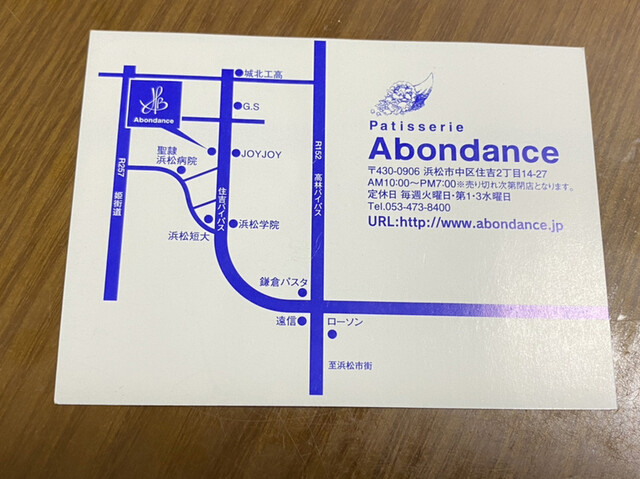 城北工高
G.S
Abondance
JOYJOY
聖隷
浜松病院
R257 姫街道
住吉バイパス
R152 高林バイパス
浜松学院
浜松短大
鎌倉パスタ
遠信
ローソン
至浜松市街
Patisserie
Abondance
〒430-0906 浜松市中区住吉2丁目14-27
AM10:00〜PM7:00※売り切れ次第閉店となります。
定休日 毎週火曜日・第1・3水曜日
Tel.053-473-8400
URL:http://www.abondance.jp